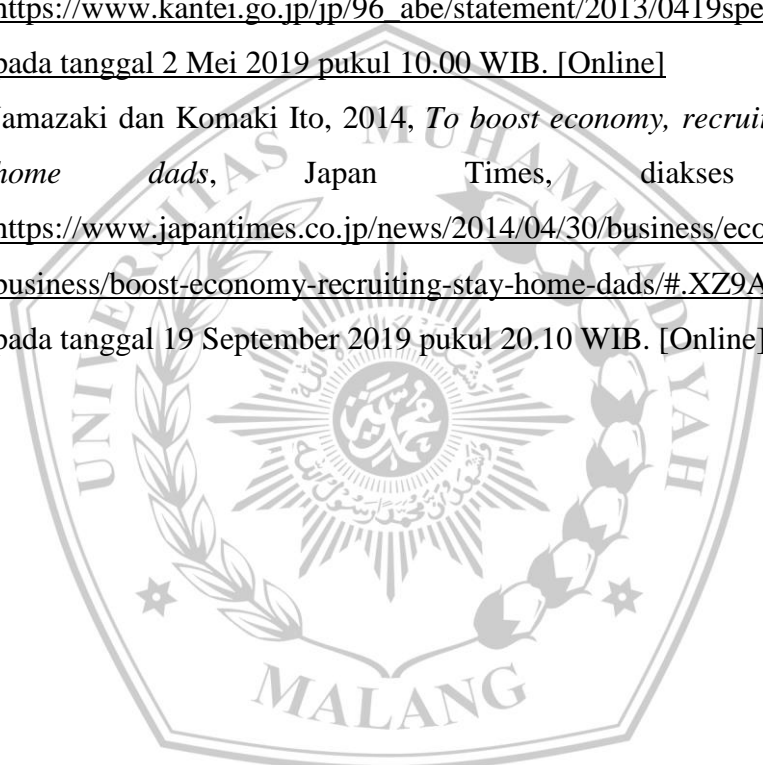 https://www.kantei.go.jp/jp/96_abe/statement/2013/0419spe
pada tanggal 2 Mei 2019 pukul 10.00 WIB. [Online]
Yamazaki dan Komaki Ito, 2014, To boost economy, recrui
home dads, Japan Times, diakses
https://www.japantimes.co.jp/news/2014/04/30/business/eco
business/boost-economy-recruiting-stay-home-dads/#.XZ9A
pada tanggal 19 September 2019 pukul 20.10 WIB. [Online]
UNIVERSITAS MUHAMMADIYAH
MALANG